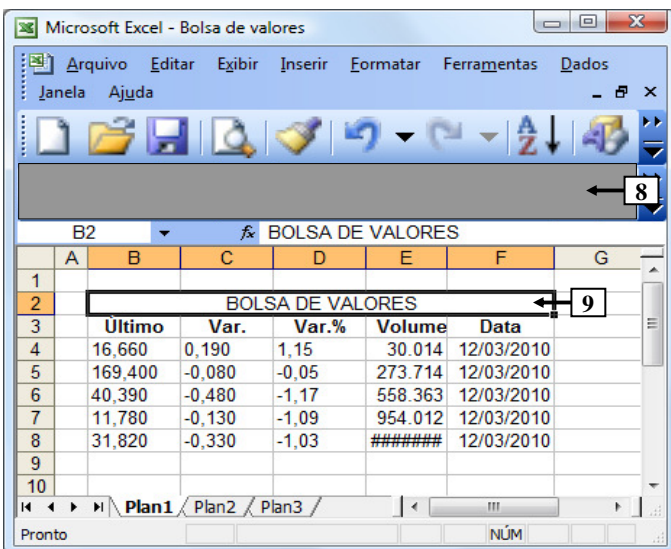 Microsoft Excel - Bolsa de valores
Arquivo Editar Exibir Inserir Formatar Ferramentas Dados
Janela Ajuda
A
Z
8
B2 fx BOLSA DE VALORES
A B C D E F G
1
2 BOLSA DE VALORES 9
3 Último Var. Var.% Volume Data
4 16,660 0,190 1,15 30.014 12/03/2010
5 169,400 -0,080 -0,05 273.714 12/03/2010
6 40,390 -0,480 -1,17 558.363 12/03/2010
7 11,780 -0,130 -1,09 954.012 12/03/2010
8 31,820 -0,330 -1,03 ####### 12/03/2010
9
10
Plan1 Plan2 Plan3
Pronto NÚM